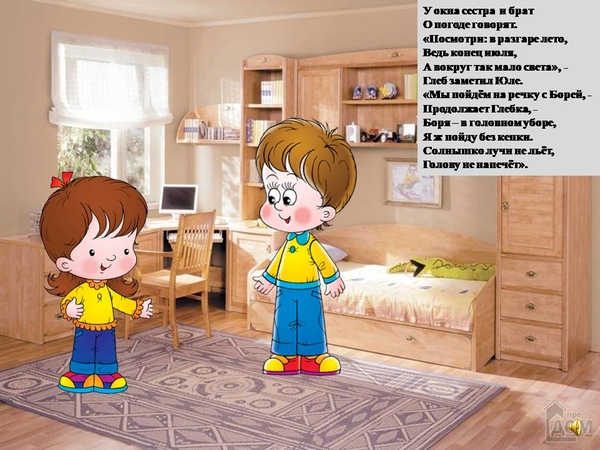 У окна сестра и брат
О погоде говорят.
«Посмотри: в разгаре лето,
Ведь конец июля,
А вокруг так мало света», -
Глеб заметил Юле.
«Мы пойдём на речку с Борей, -
Продолжает Глебка, -
Боря – в головном уборе,
Я ж пойду без кепки.
Солнышко лучи не льёт,
Голову не напечёт».
про